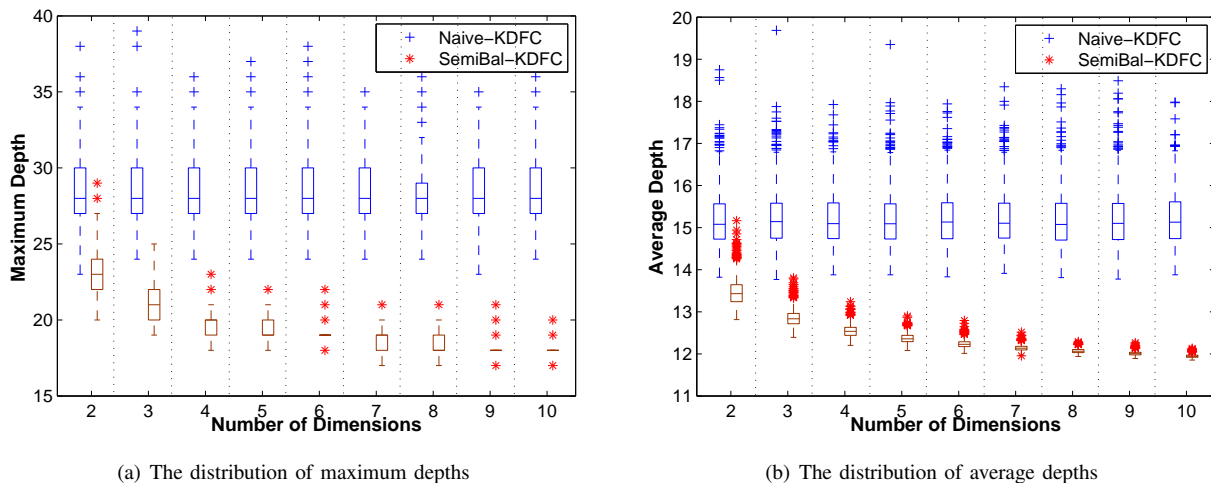 Maximum Depth
40
35
30
25
20
15
Naive−KDFC
SemiBal−KDFC
2 3 4 5 6 7 8 9 10
Number of Dimensions
(a) The distribution of maximum depths
Average Depth
20
19
18
17
16
15
14
13
12
11
Naive−KDFC
SemiBal−KDFC
2 3 4 5 6 7 8 9 10
Number of Dimensions
(b) The distribution of average depths